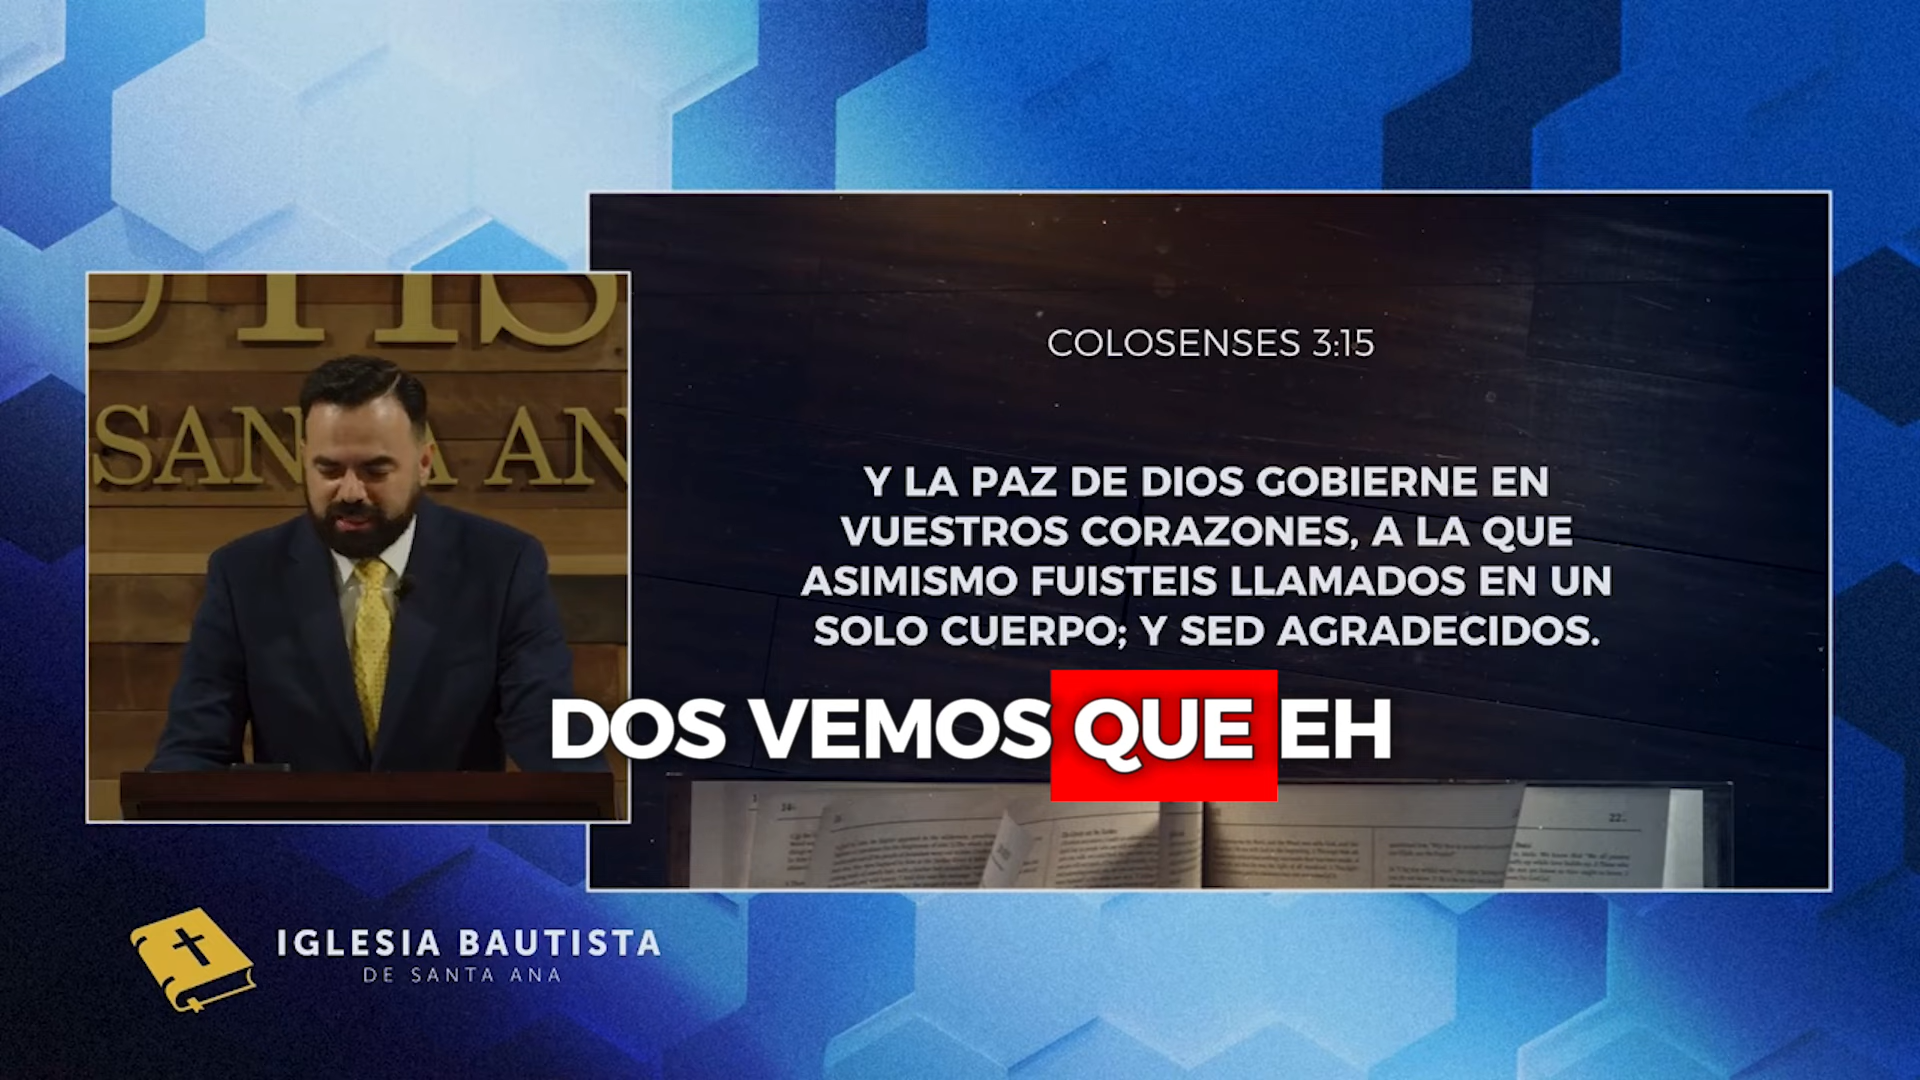 COLOSENSES 3:15
Y LA PAZ DE DIOS GOBIERNE EN
VUESTROS CORAZONES, A LA QUE
ASIMISMO FUISTEIS LLAMADOS EN UN
SOLO CUERPO; Y SED AGRADECIDOS.
DOS VEMOS QUE EH
IGLESIA BAUTISTA
DE SANTA ANA